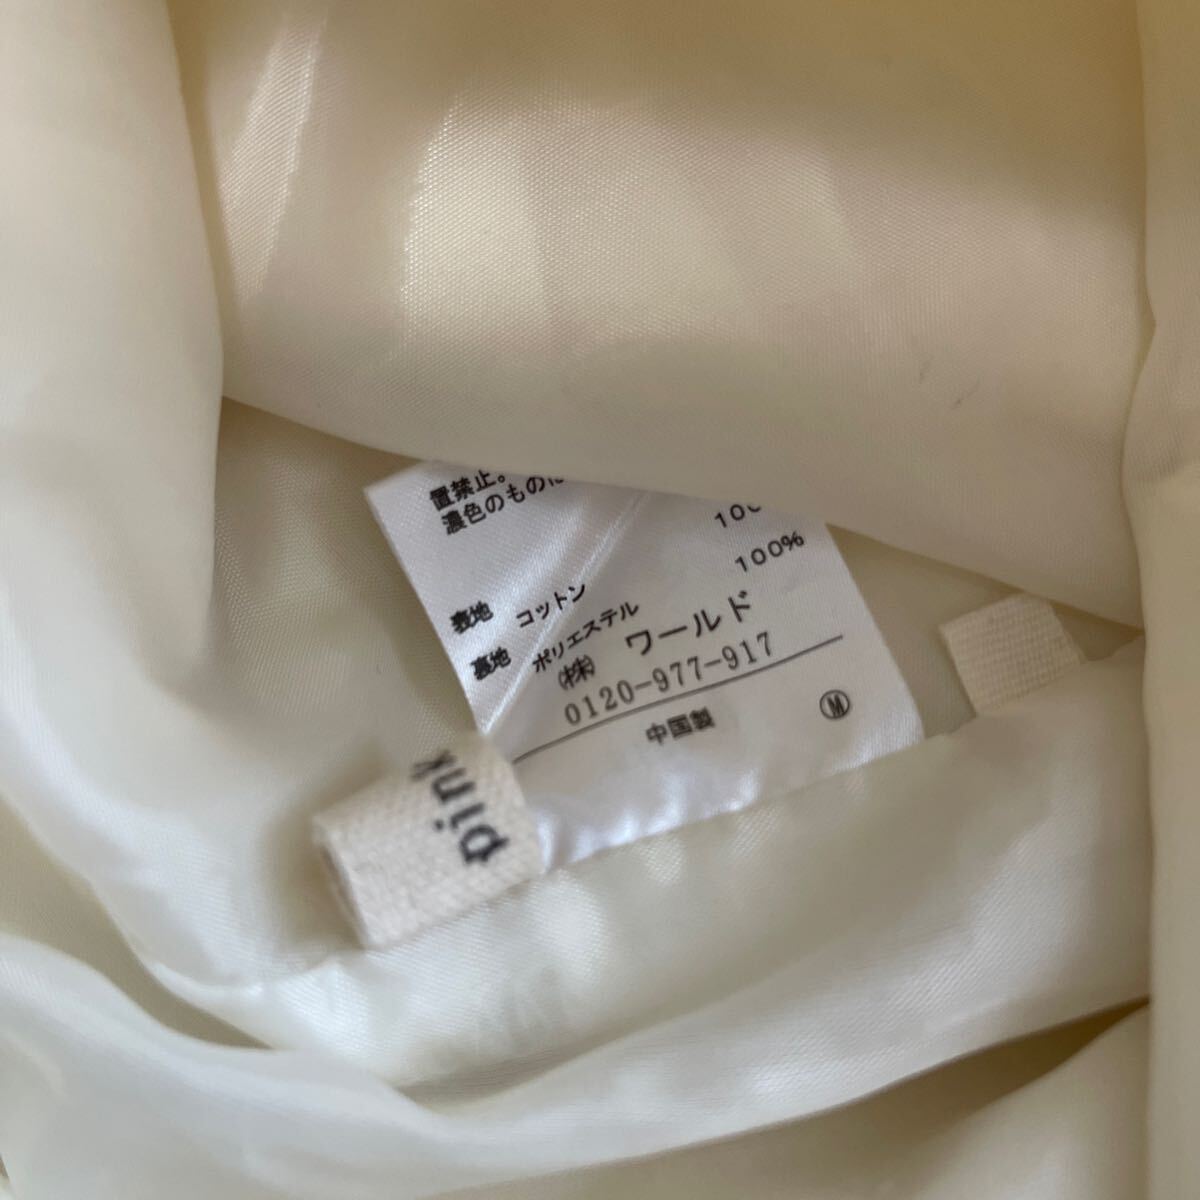 置禁止。
濃色のものは
表地 コットン 100
裏地 ポリエステル 100%
㈱ ワールド
0120-977-917
中国製 Ⓜ
pink